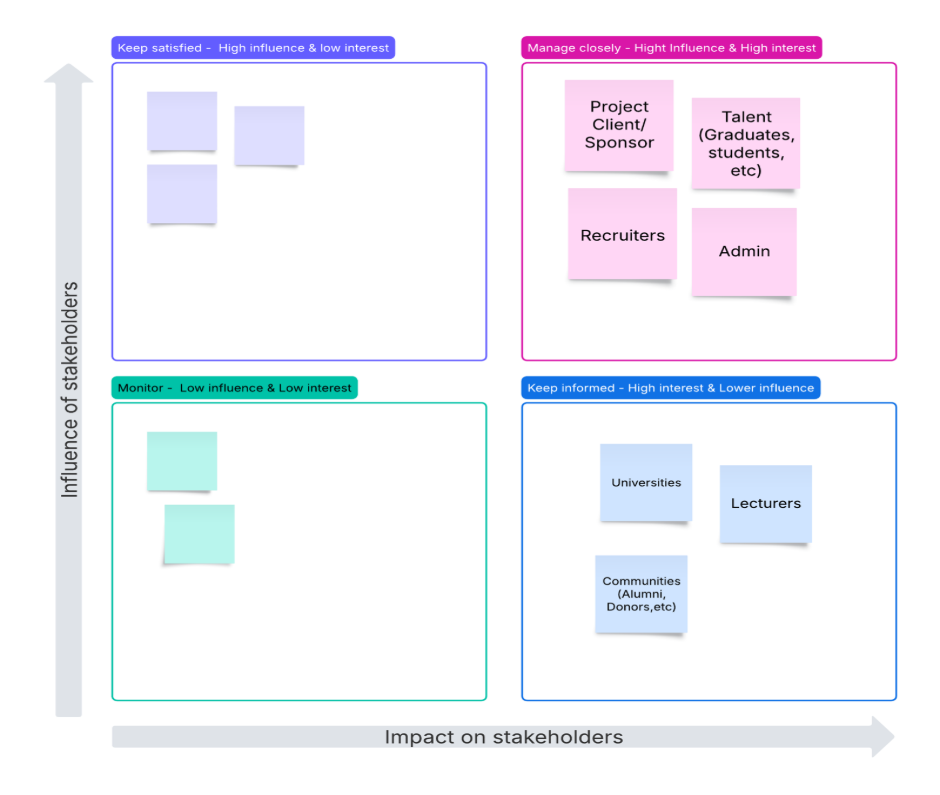 Keep satisfied -  High influence & low interest
Manage closely - Hight Influence & High interest
Project
Client/
Sponsor
Talent
(Graduates,
students,
etc)
Recruiters
Admin
Influence of stakeholders
Monitor -  Low influence & Low interest
Keep informed - High interest & Lower influence
Universities
Lecturers
Communities
(Alumni,
Donors,etc)
Impact on stakeholders